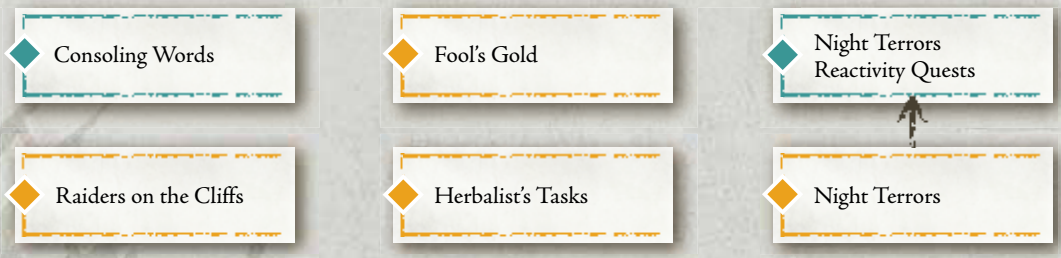 Consoling Words
Fool's Gold
Night Terrors
Reactivity Quests
Raiders on the Cliffs
Herbalist's Tasks
Night Terrors